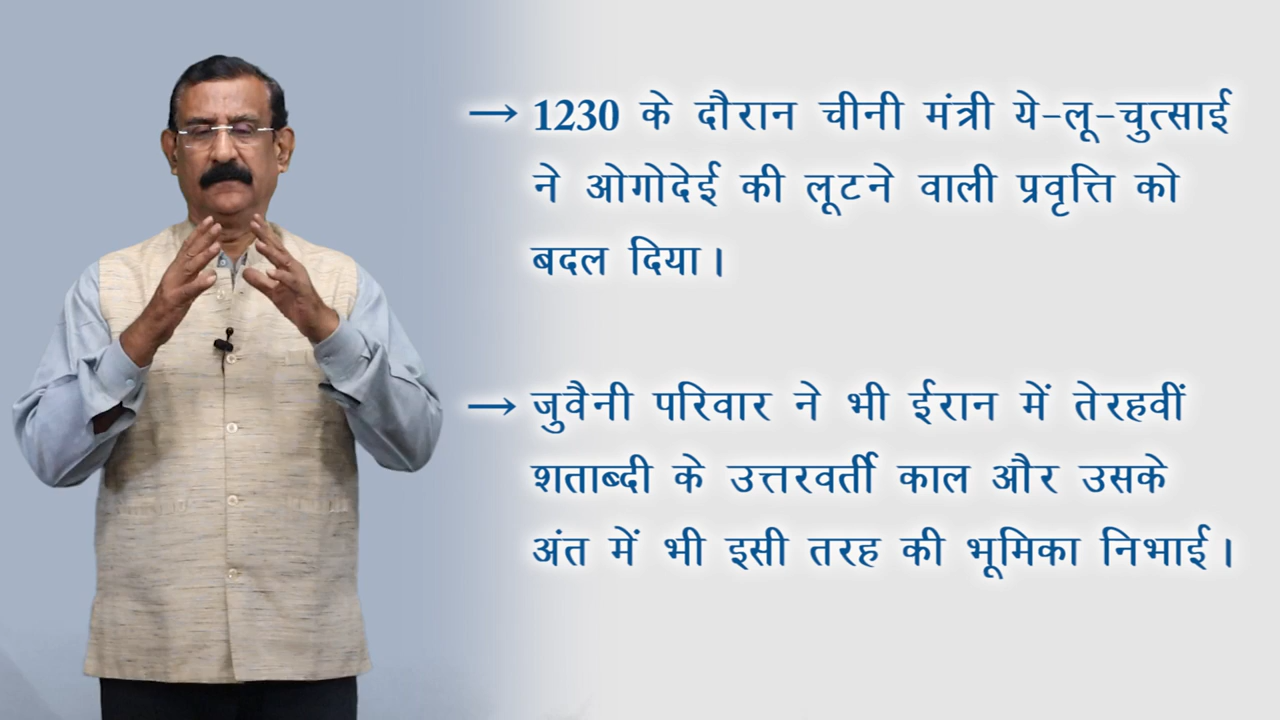 → 1230 के दौरान चीनी मंत्री ये-लू-चुत्साई
ने ओगोदेई की लूटने वाली प्रवृत्ति को
बदल दिया।
→ जुवैनी परिवार ने भी ईरान में तेरहवीं
शताब्दी के उत्तरवर्ती काल और उसके
अंत में भी इसी तरह की भूमिका निभाई।